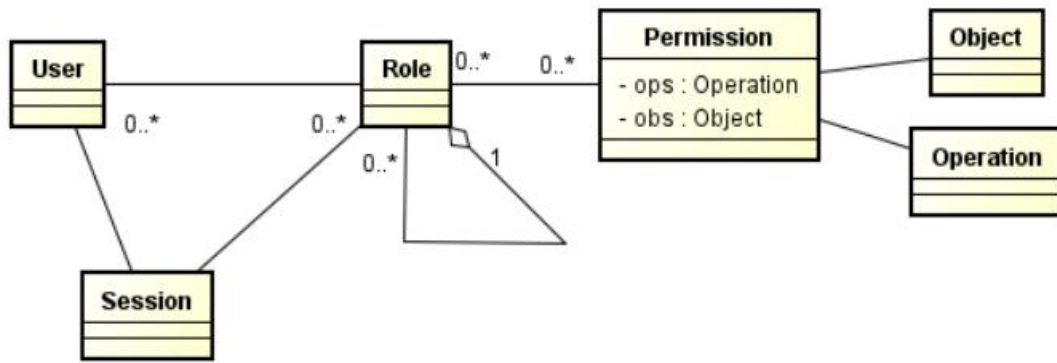 User
Role
Permission
- ops : Operation
- obs : Object
Object
Operation
Session
0..*
0..*
0..*
0..*
0..*
1